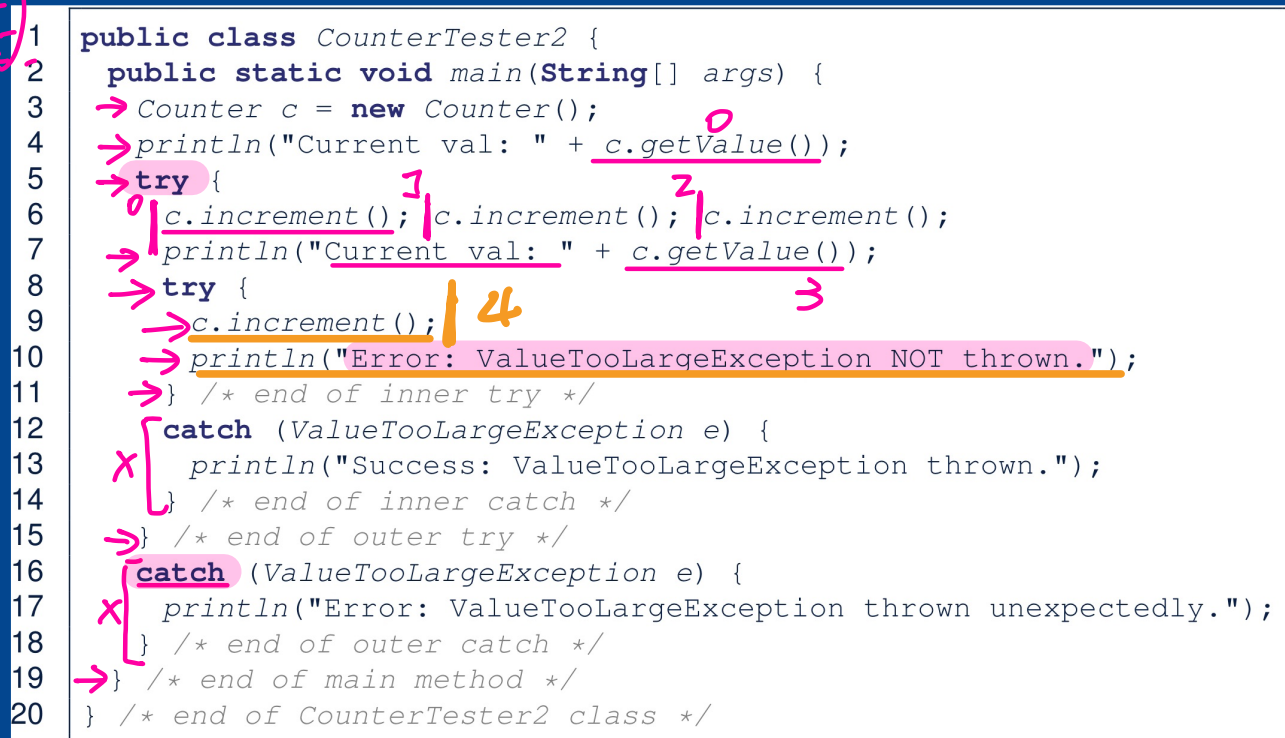 1 public class CounterTester2 {
2 public static void main(String[] args) {
3 Counter c = new Counter();
0
4 println("Current val: " + c.getValue());
5 try {
0 1 2
6 c.increment(); c.increment(); c.increment();
7 println("Current val: " + c.getValue());
3
8 try {
4
9 c.increment();
10 println("Error: ValueTooLargeException NOT thrown.");
11 } /* end of inner try */
12 catch (ValueTooLargeException e) {
x
13 println("Success: ValueTooLargeException thrown.");
14 } /* end of inner catch */
15 } /* end of outer try */
16 catch (ValueTooLargeException e) {
x
17 println("Error: ValueTooLargeException thrown unexpectedly.");
18 } /* end of outer catch */
19 } /* end of main method */
20 } /* end of CounterTester2 class */